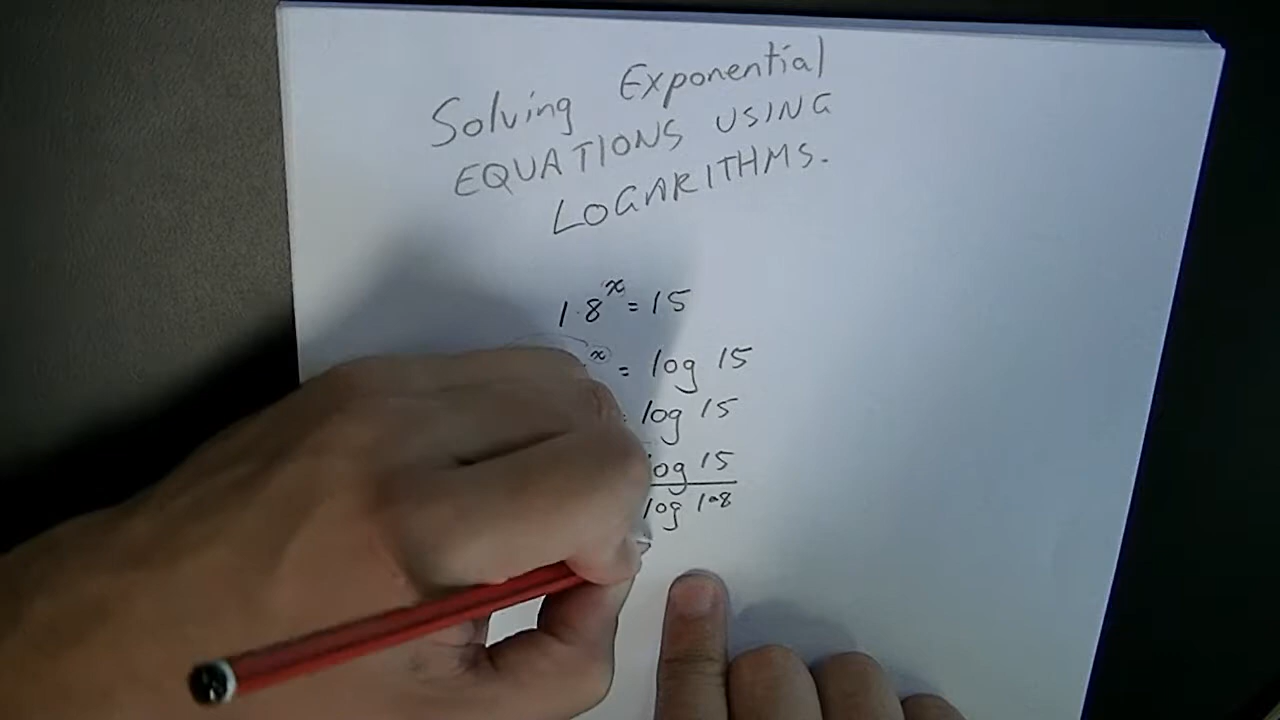 Solving Exponential
EQUATIONS USING
LOGARITHMS.
1.8^x = 15
x = log 15
log 15
log 15
log 1.8